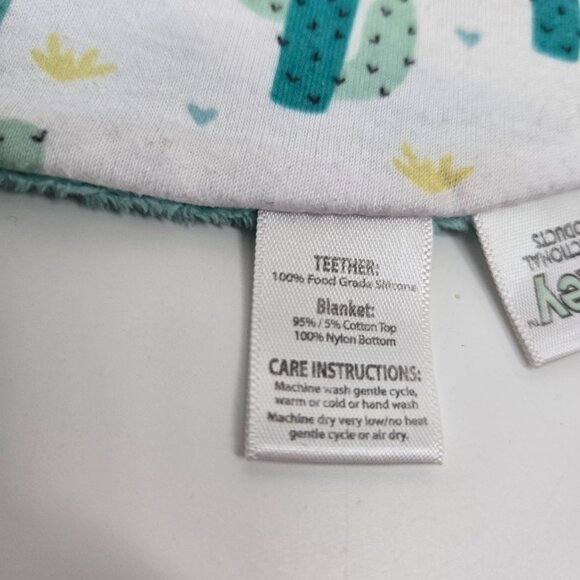 TEETHER:
100% Food Grade Silicone
Blanket:
95% / 5% Cotton Top
100% Nylon Bottom
CARE INSTRUCTIONS:
Machine wash gentle cycle,
warm or cold or hand wash
Machine dry very low/no heat
gentle cycle or air dry.
ey™